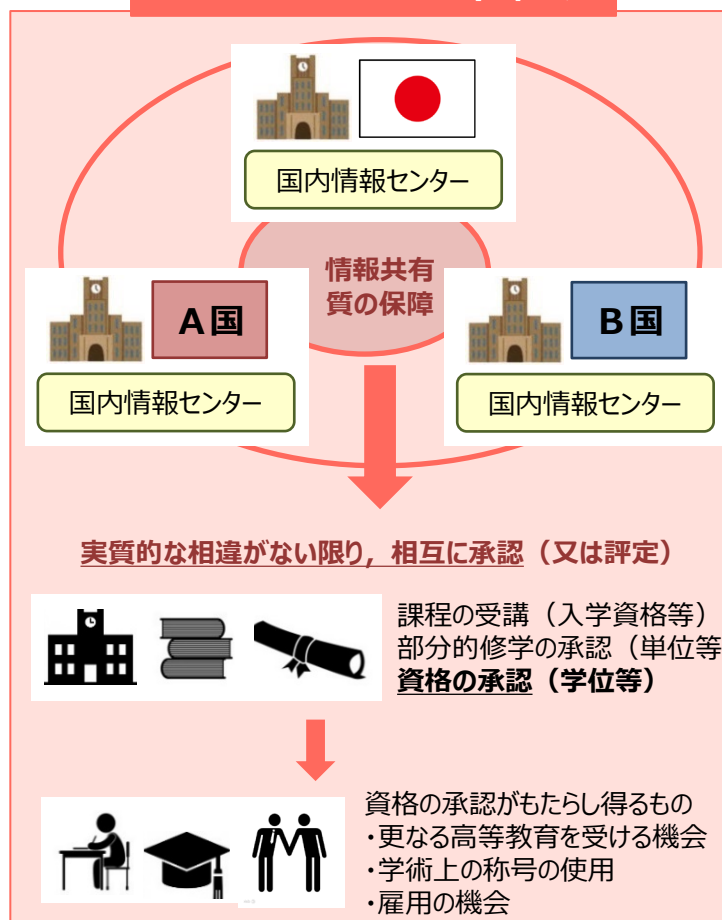 国内情報センター
情報共有
質の保障
A国
国内情報センター
B国
国内情報センター
実質的な相違がない限り，相互に承認（又は評定）
課程の受講（入学資格等）
部分的修学の承認（単位等
資格の承認（学位等）
資格の承認がもたらし得るもの
・更なる高等教育を受ける機会
・学術上の称号の使用
・雇用の機会